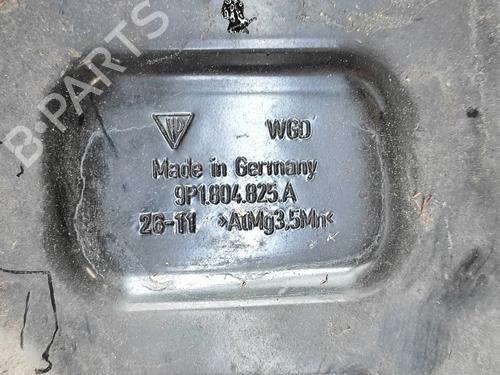 B-PARTS
WGD
Made in Germany
9P1.804.825.A
26-11 >AlMg3.5Mn<